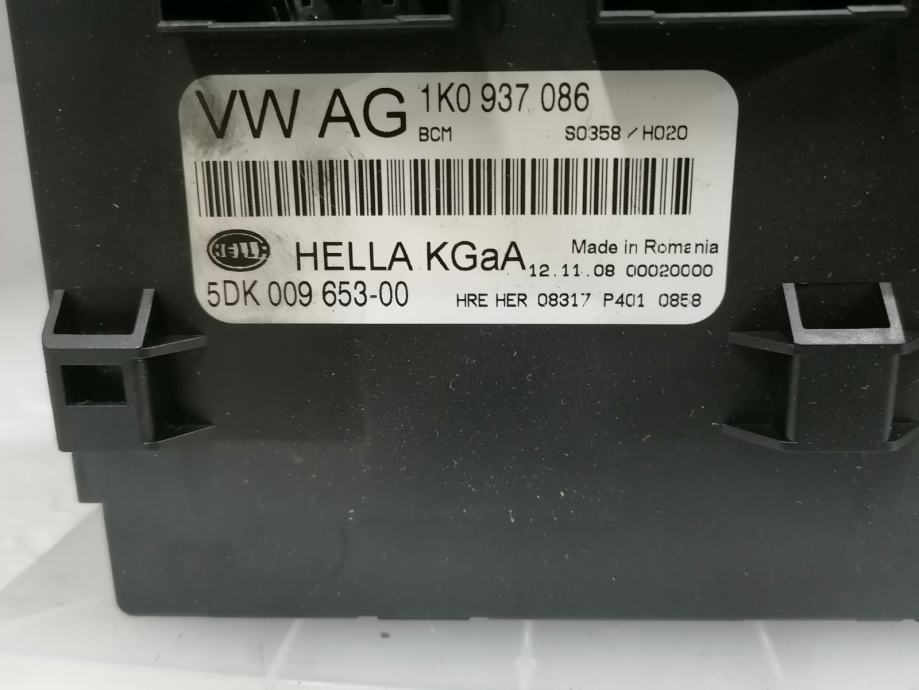 VW AG 1K0 937 086
BCM S0358 / H020
HELLA HELLA KGaA Made in Romania
12.11.08 00020000
5DK 009 653-00 HRE HER 08317 P401 0858